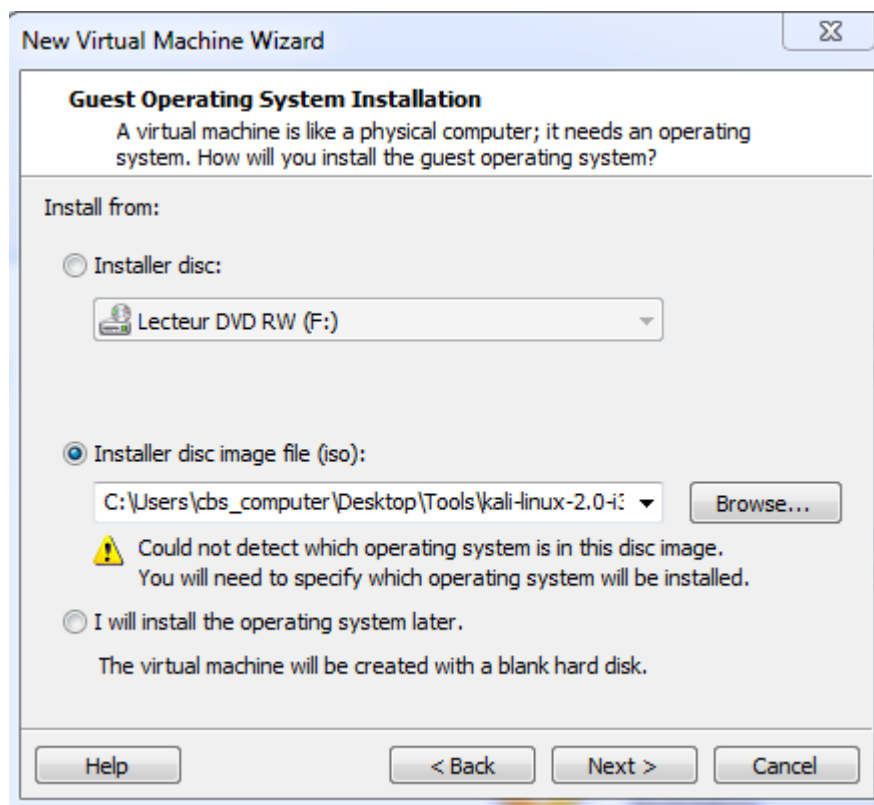 New Virtual Machine Wizard
Guest Operating System Installation
A virtual machine is like a physical computer; it needs an operating
system. How will you install the guest operating system?
Install from:
Installer disc:
Lecteur DVD RW (F:)
Installer disc image file (iso):
C:\Users\cbs_computer\Desktop\Tools\kali-linux-2.0-i3 Browse...
Could not detect which operating system is in this disc image.
You will need to specify which operating system will be installed.
I will install the operating system later.
The virtual machine will be created with a blank hard disk.
Help < Back Next > Cancel